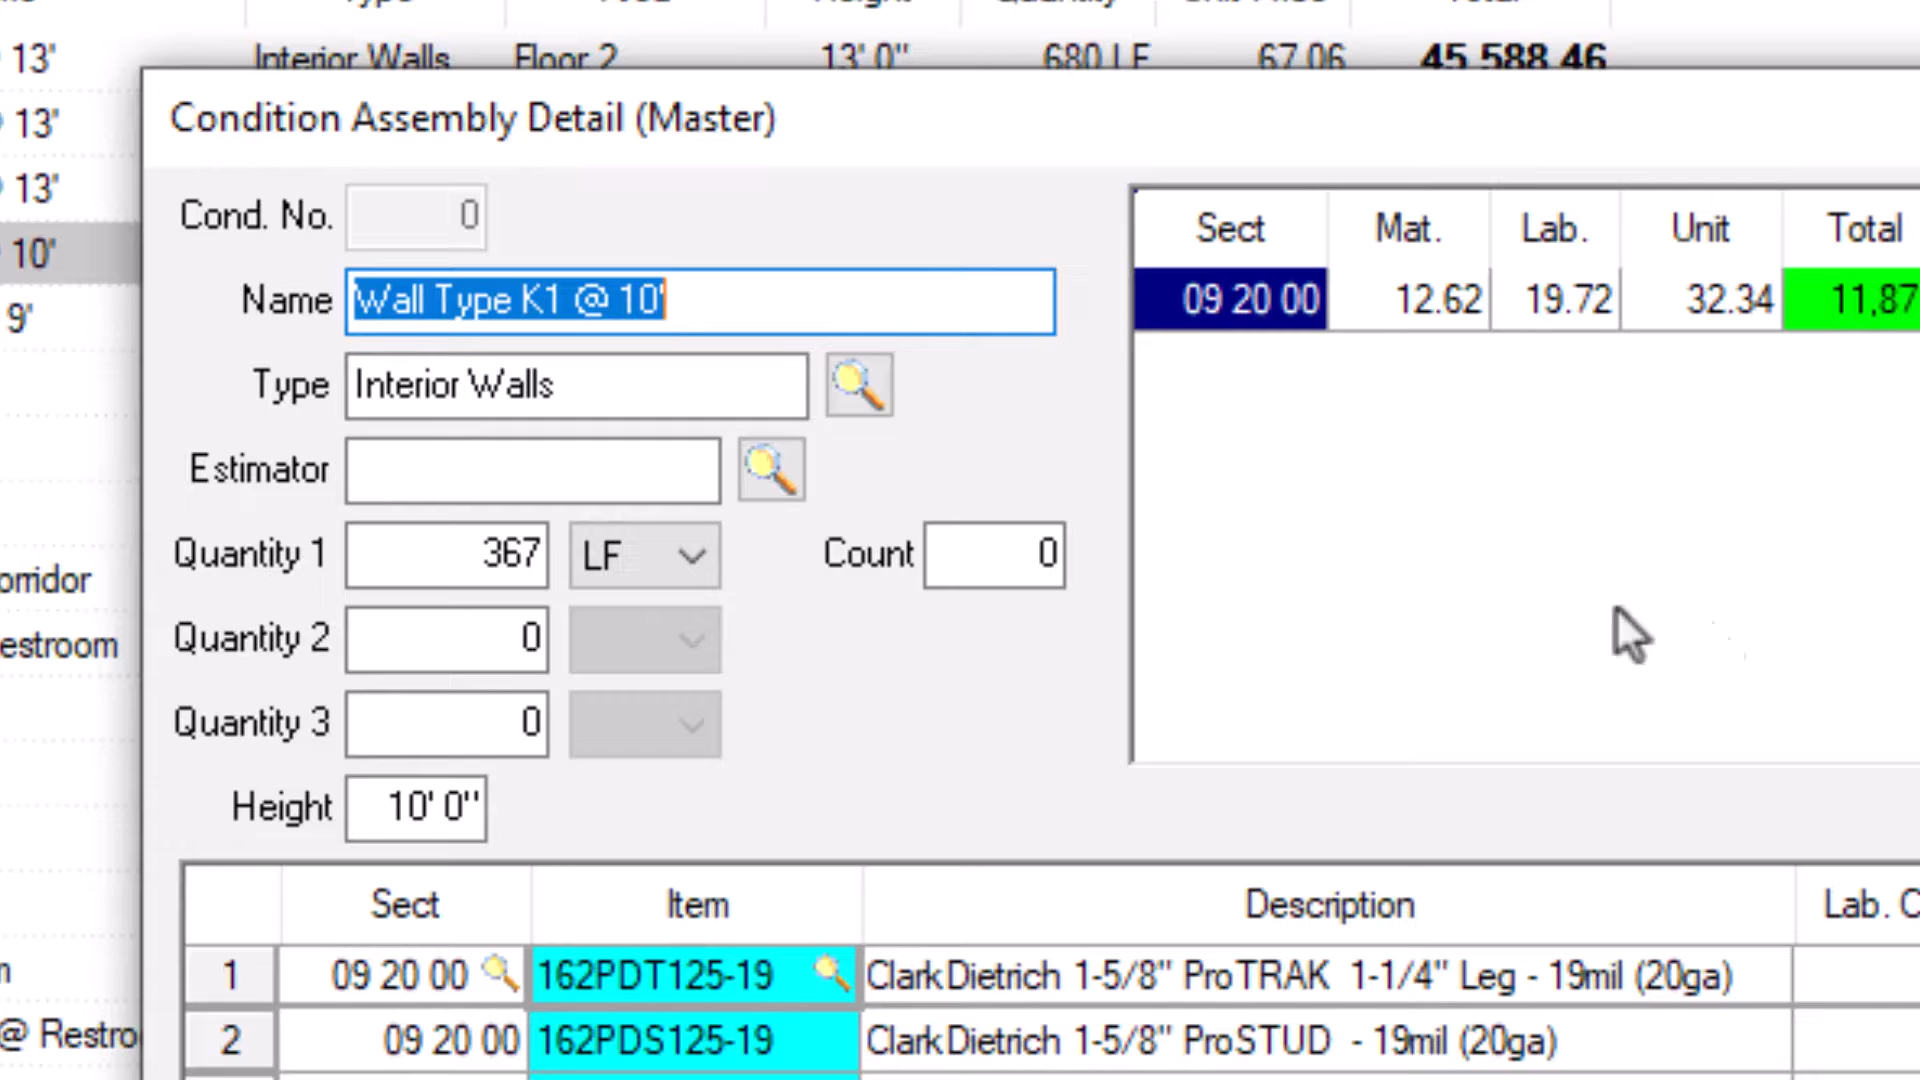 Type Height Quantity Total
13' Interior Walls Floor 2 13' 0" 680 LF 67.06 45,588.46
13'
13'
10'
9'
orridor
estroom
@ Restro
Condition Assembly Detail (Master)
Cond. No. 0
Name Wall Type K1 @ 10'
Type Interior Walls
Estimator
Quantity 1 367 LF Count 0
Quantity 2 0
Quantity 3 0
Height 10' 0"
Sect Mat. Lab. Unit Total
09 20 00 12.62 19.72 32.34 11,87
Sect Item Description Lab. C
1 09 20 00 162PDT125-19 ClarkDietrich 1-5/8" ProTRAK 1-1/4" Leg - 19mil (20ga)
2 09 20 00 162PDS125-19 ClarkDietrich 1-5/8" ProSTUD - 19mil (20ga)